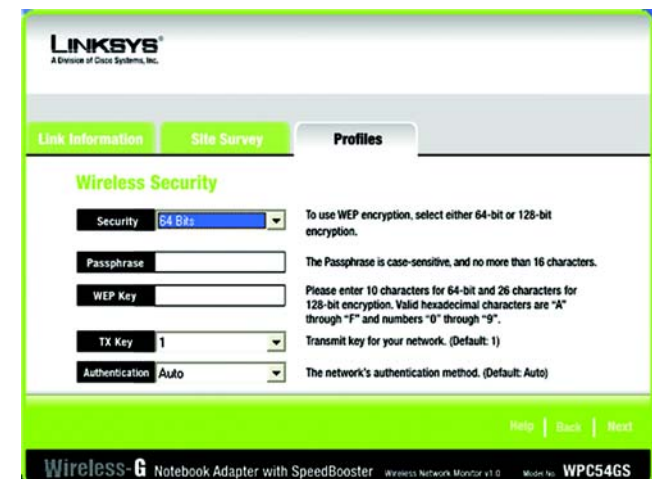 LINKSYS®
A Division of Cisco Systems, Inc.
Link Information Site Survey Profiles
Wireless Security
Security 64 Bits To use WEP encryption, select either 64-bit or 128-bit
encryption.
Passphrase The Passphrase is case-sensitive, and no more than 16 characters.
WEP Key Please enter 10 characters for 64-bit and 26 characters for
128-bit encryption. Valid hexadecimal characters are "A"
through "F" and numbers "0" through "9".
TX Key 1 Transmit key for your network. (Default: 1)
Authentication Auto The network's authentication method. (Default: Auto)
Help | Back | Next
Wireless-G Notebook Adapter with SpeedBooster Wireless Network Monitor v1.0 Model No. WPC54GS